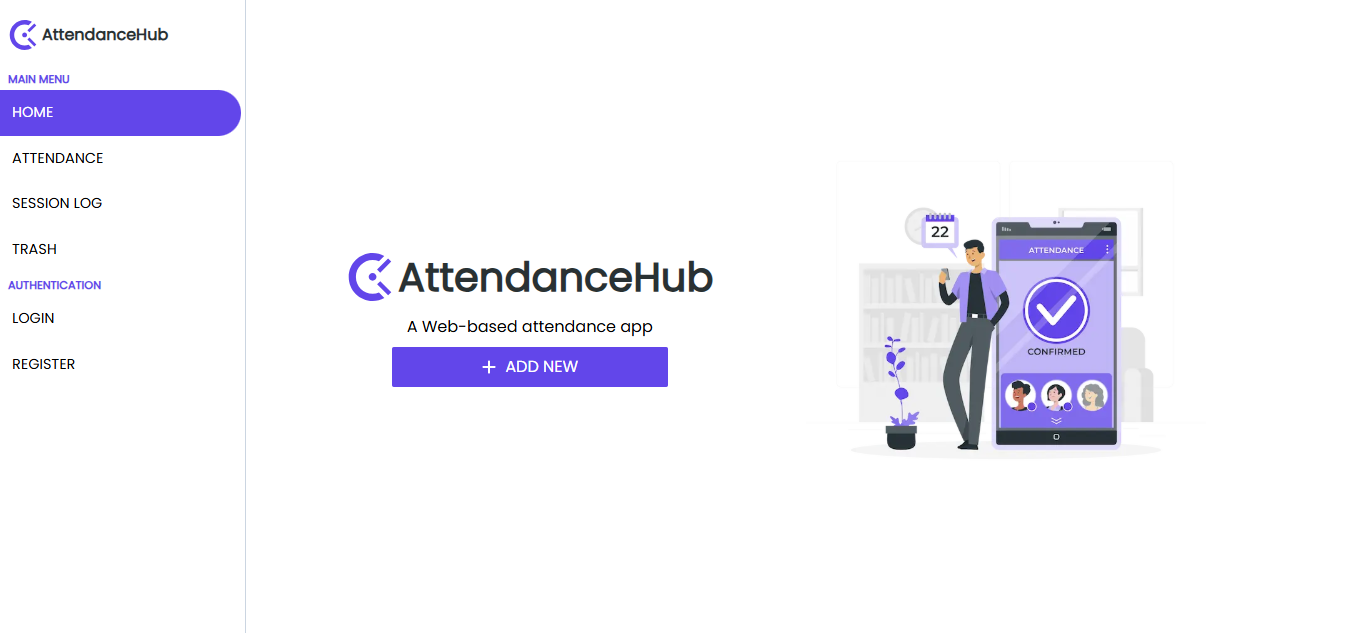 AttendanceHub
MAIN MENU
HOME
ATTENDANCE
SESSION LOG
TRASH
AUTHENTICATION
LOGIN
REGISTER
AttendanceHub
A Web-based attendance app
+ ADD NEW
22
ATTENDANCE
CONFIRMED